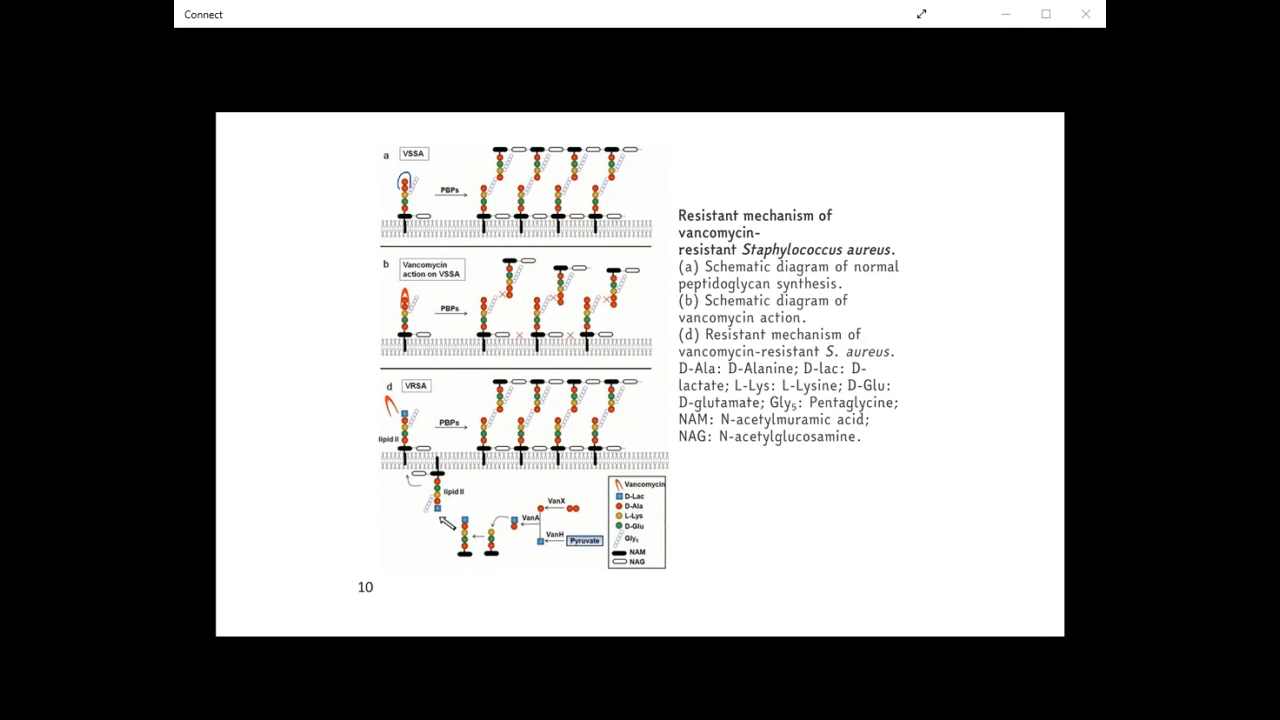 Connect
a
VSSA
PBPs
b
Vancomycin
action on VSSA
PBPs
d
VRSA
PBPs
lipid II
lipid II
VanX
VanA
VanH
Pyruvate
Vancomycin
D-Lac
D-Ala
L-Lys
D-Glu
Gly5
NAM
NAG
10
Resistant mechanism of
vancomycin-
resistant Staphylococcus aureus.
(a) Schematic diagram of normal
peptidoglycan synthesis.
(b) Schematic diagram of
vancomycin action.
(d) Resistant mechanism of
vancomycin-resistant S. aureus.
D-Ala: D-Alanine; D-lac: D-
lactate; L-Lys: L-Lysine; D-Glu:
D-glutamate; Gly5: Pentaglycine;
NAM: N-acetylmuramic acid;
NAG: N-acetylglucosamine.